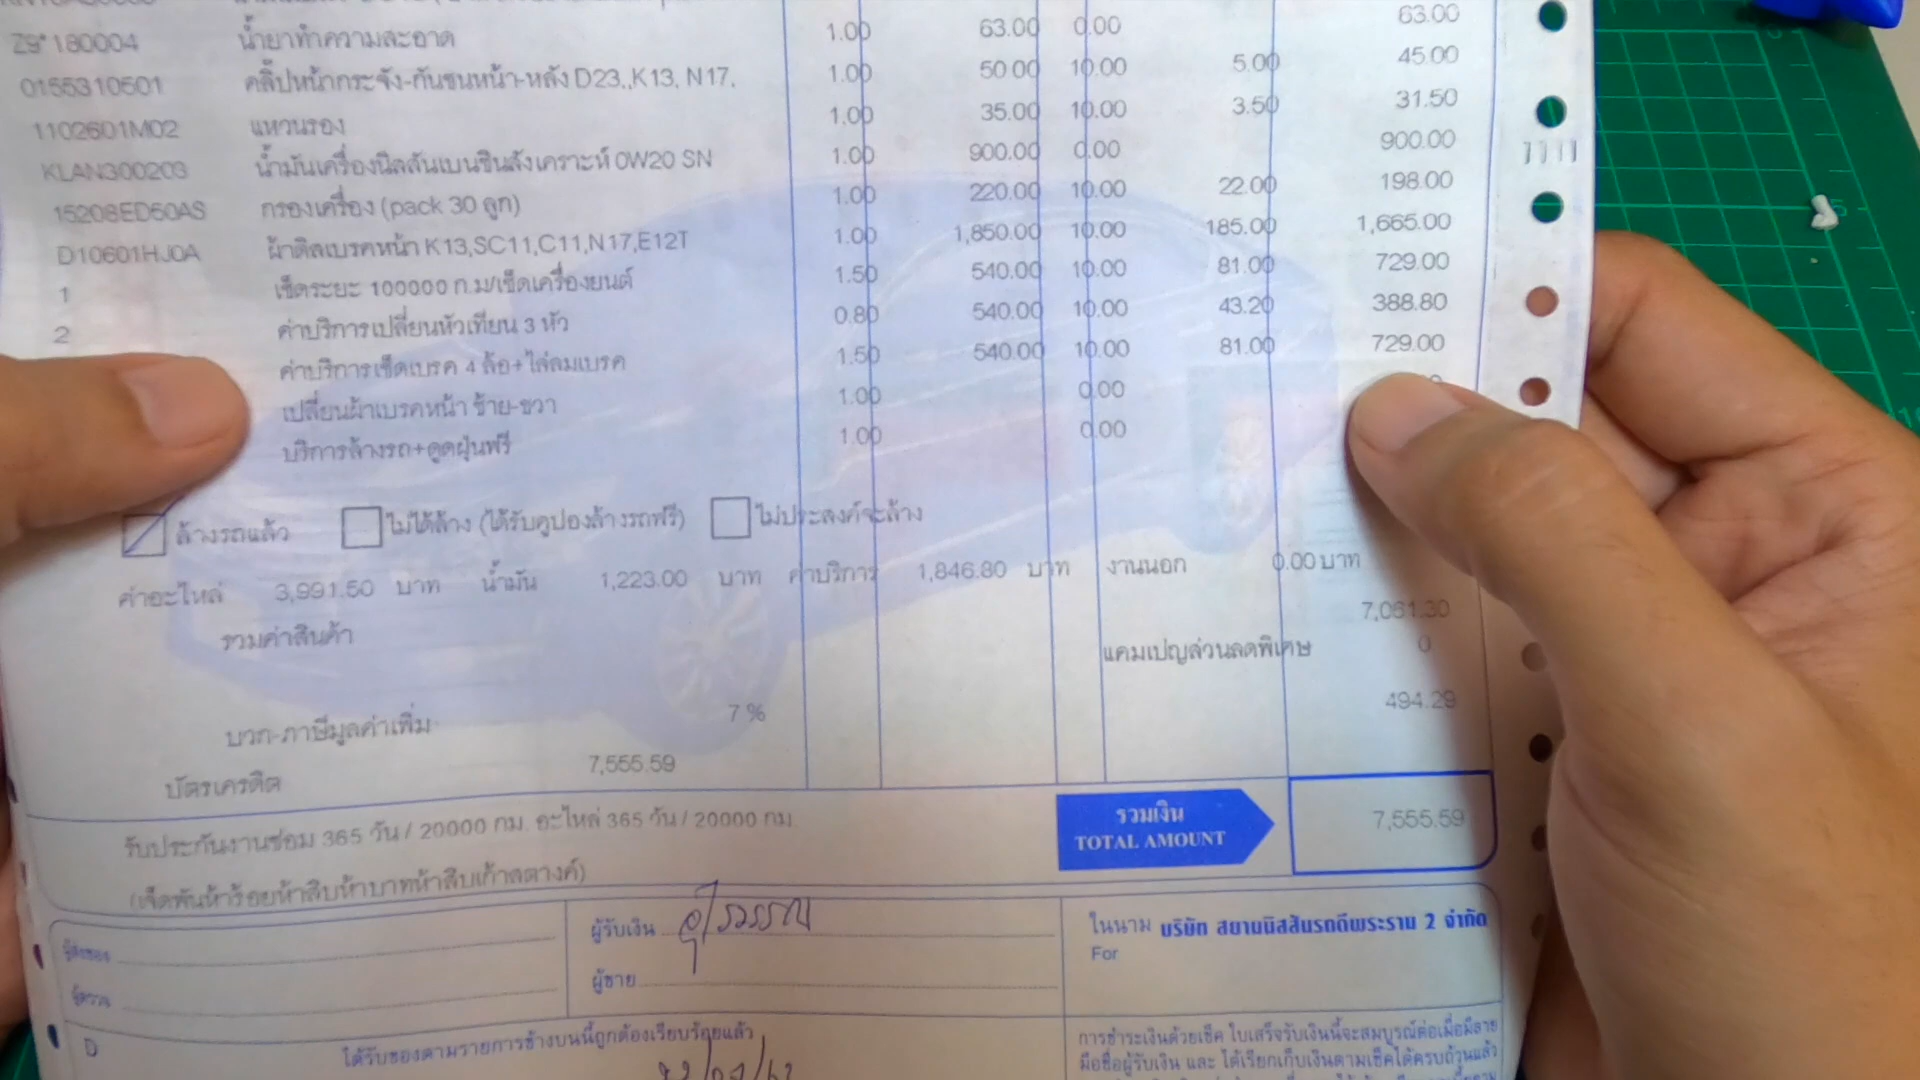 Z9*180004 น้ำยาทำความสะอาด 1.00 63.00 0.00 63.00
0155310501 คลิ๊ปหน้ากระจัง-กันชนหน้า-หลัง D23,,K13, N17, 1.00 50.00 10.00 5.00 45.00
1102601M02 แหวนรอง 1.00 35.00 10.00 3.50 31.50
KLAN300203 น้ำมันเครื่องนิสสันเบนซินสังเคราะห์ 0W20 SN 1.00 900.00 0.00 900.00
15208ED50AS กรองเครื่อง (pack 30 ลูก) 1.00 220.00 10.00 22.00 198.00
D10601HJ0A ผ้าดิสเบรคหน้า K13,SC11,C11,N17,E12T 1.00 1,850.00 10.00 185.00 1,665.00
1 เช็คระยะ 100000 ก.ม/เช็คเครื่องยนต์ 1.50 540.00 10.00 81.00 729.00
2 ค่าบริการเปลี่ยนหัวเทียน 3 หัว 0.80 540.00 10.00 43.20 388.80
ค่าบริการเช็คเบรค 4 ล้อ+ไล่ลมเบรค 1.50 540.00 10.00 81.00 729.00
เปลี่ยนผ้าเบรคหน้า ซ้าย-ขวา 1.00 0.00
บริการล้างรถ+ดูดฝุ่นฟรี 1.00 0.00
ล้างรถแล้ว ไม่ได้ล้าง (ได้รับคูปองล้างรถฟรี) ไม่ประสงค์จะล้าง
ค่าอะไหล่ 3,991.50 บาท น้ำมัน 1,223.00 บาท ค่าบริการ 1,846.80 บาท งานนอก 0.00 บาท
รวมค่าสินค้า 7,061.30
แคมเปญส่วนลดพิเศษ 0
บวก-ภาษีมูลค่าเพิ่ม 7 % 494.29
บัตรเครดิต 7,555.59
รวมเงิน
TOTAL AMOUNT 7,555.59
รับประกันงานซ่อม 365 วัน / 20000 กม. อะไหล่ 365 วัน / 20000 กม.
(เจ็ดพันห้าร้อยห้าสิบห้าบาทห้าสิบเก้าสตางค์)
ผู้รับเงิน
ผู้ขาย
ในนาม บริษัท สยามนิสสันรถดีพระราม 2 จำกัด
For
D
ได้รับของตามรายการข้างบนนี้ถูกต้องเรียบร้อยแล้ว
การชำระเงินด้วยเช็ค ใบเสร็จรับเงินนี้จะสมบูรณ์ต่อเมื่อมีลาย
มือชื่อผู้รับเงิน และ ได้เรียกเก็บเงินตามเช็คได้ครบถ้วนแล้ว